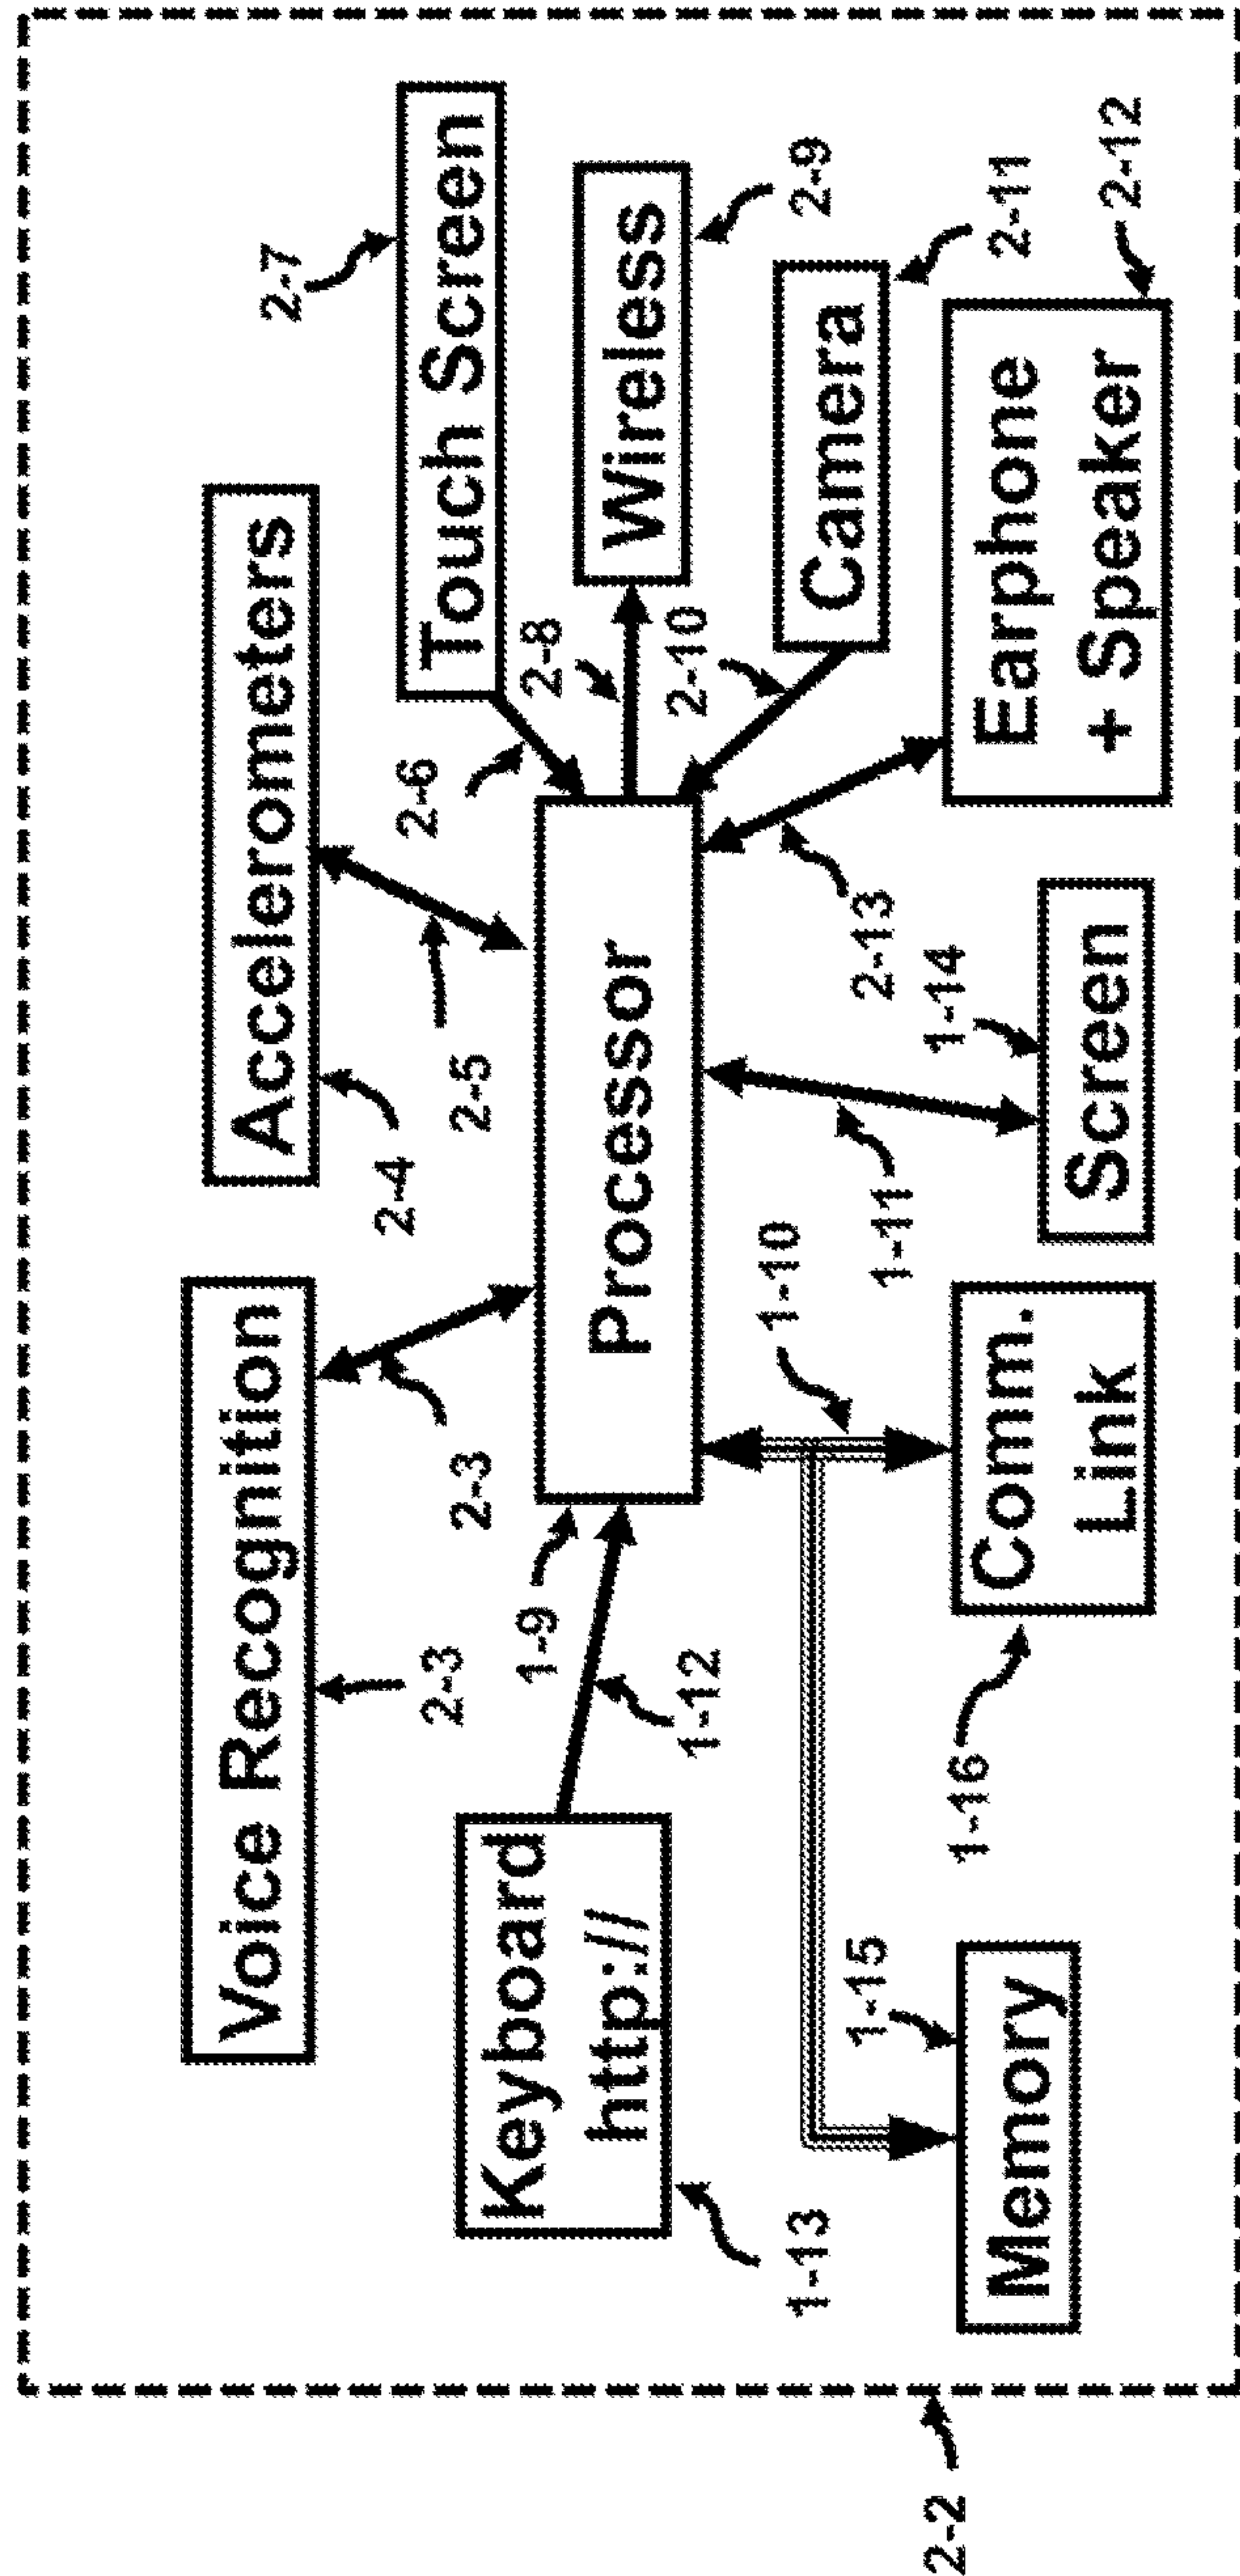 2-2
Voice Recognition
2-3
2-3
Accelerometers
2-4
2-5
2-7
Touch Screen
2-6
2-8
Wireless
2-9
Keyboard
http://
1-13
1-9
1-12
Processor
2-10
Camera
2-11
1-10
1-11
1-14
2-13
Earphone
+ Speaker
2-12
1-15
Memory
1-16
Comm.
Link
Screen